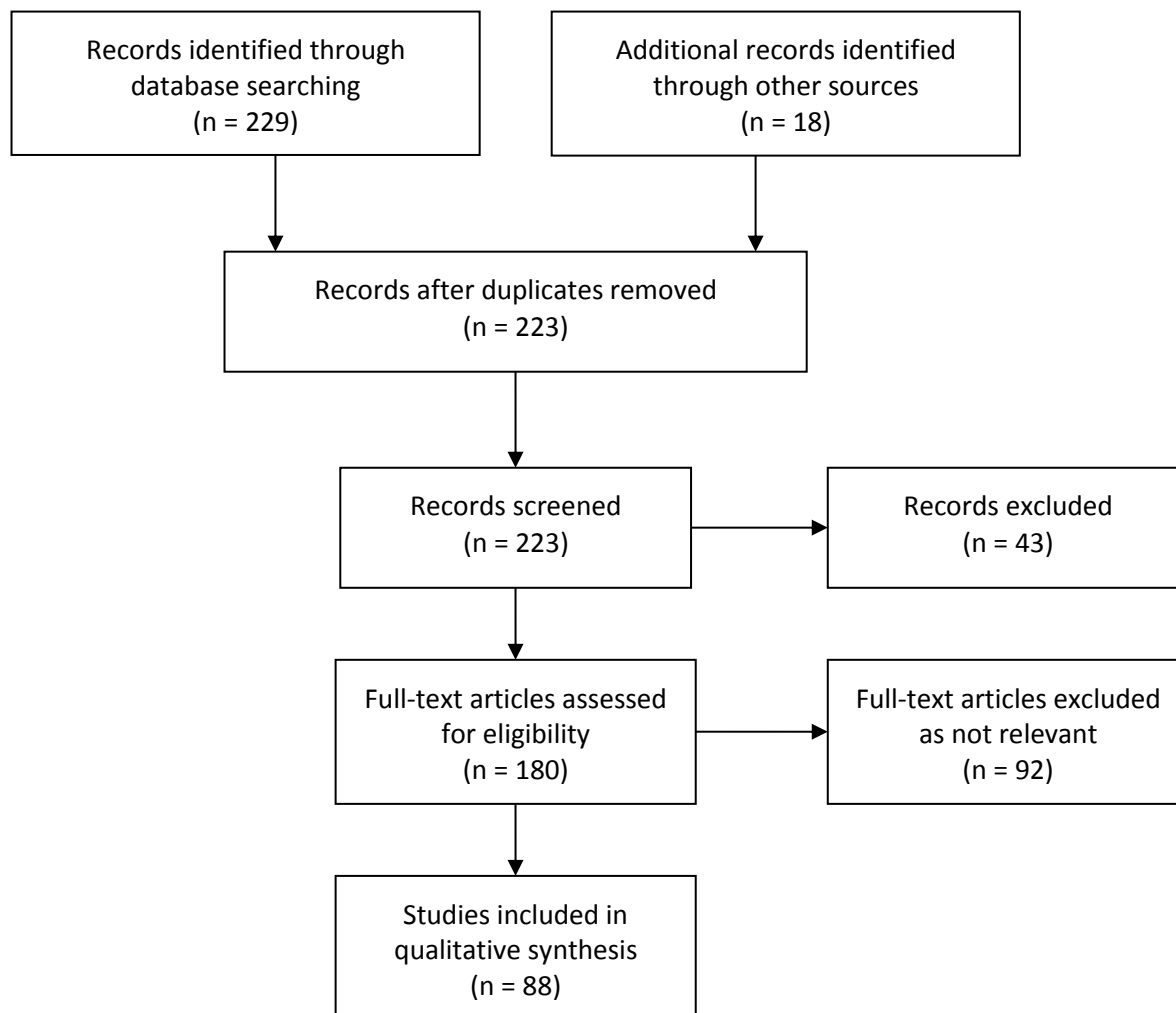 Records identified through
database searching
(n = 229)
Additional records identified
through other sources
(n = 18)
Records after duplicates removed
(n = 223)
Records screened
(n = 223)
Records excluded
(n = 43)
Full-text articles assessed
for eligibility
(n = 180)
Full-text articles excluded
as not relevant
(n = 92)
Studies included in
qualitative synthesis
(n = 88)